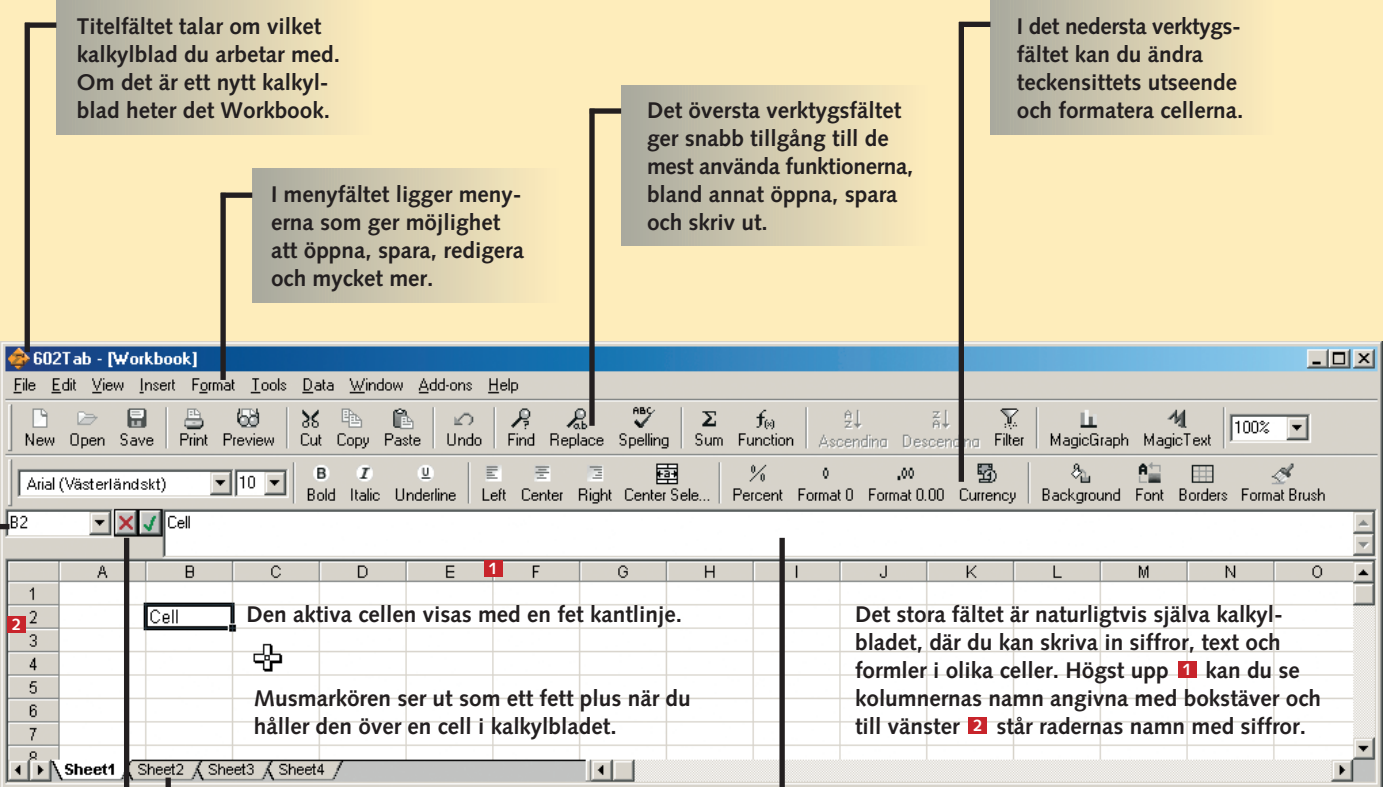 Titelfältet talar om vilket
kalkylblad du arbetar med.
Om det är ett nytt kalkyl-
blad heter det Workbook.
I menyfältet ligger meny-
erna som ger möjlighet
att öppna, spara, redigera
och mycket mer.
Det översta verktygsfältet
ger snabb tillgång till de
mest använda funktionerna,
bland annat öppna, spara
och skriv ut.
I det nedersta verktygs-
fältet kan du ändra
teckensittets utseende
och formatera cellerna.
602Tab - [Workbook]
File Edit View Insert Format Tools Data Window Add-ons Help
New Open Save Print Preview Cut Copy Paste Undo Find Replace Spelling Sum Function Ascending Descending Filter MagicGraph MagicText 100%
Arial (Västerländskt) 10 Bold Italic Underline Left Center Right Center Sele... Percent Format 0 Format 0.00 Currency Background Font Borders Format Brush
B2 Cell
A B C D E 1 F G H I J K L M N O
1
2 2
3
4
5
6
7
8
Cell
Den aktiva cellen visas med en fet kantlinje.
Musmarkören ser ut som ett fett plus när du
håller den över en cell i kalkylbladet.
Det stora fältet är naturligtvis själva kalkyl-
bladet, där du kan skriva in siffror, text och
formler i olika celler. Högst upp 1 kan du se
kolumnernas namn angivna med bokstäver och
till vänster 2 står radernas namn med siffror.
Sheet1 Sheet2 Sheet3 Sheet4